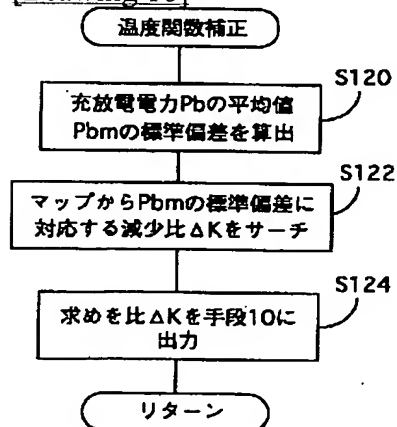 温度関数補正
S120
充放電電力Pbの平均値
Pbmの標準偏差を算出
S122
マップからPbmの標準偏差に
対応する減少比ΔKをサーチ
S124
求めを比ΔKを手段10に
出力
リターン